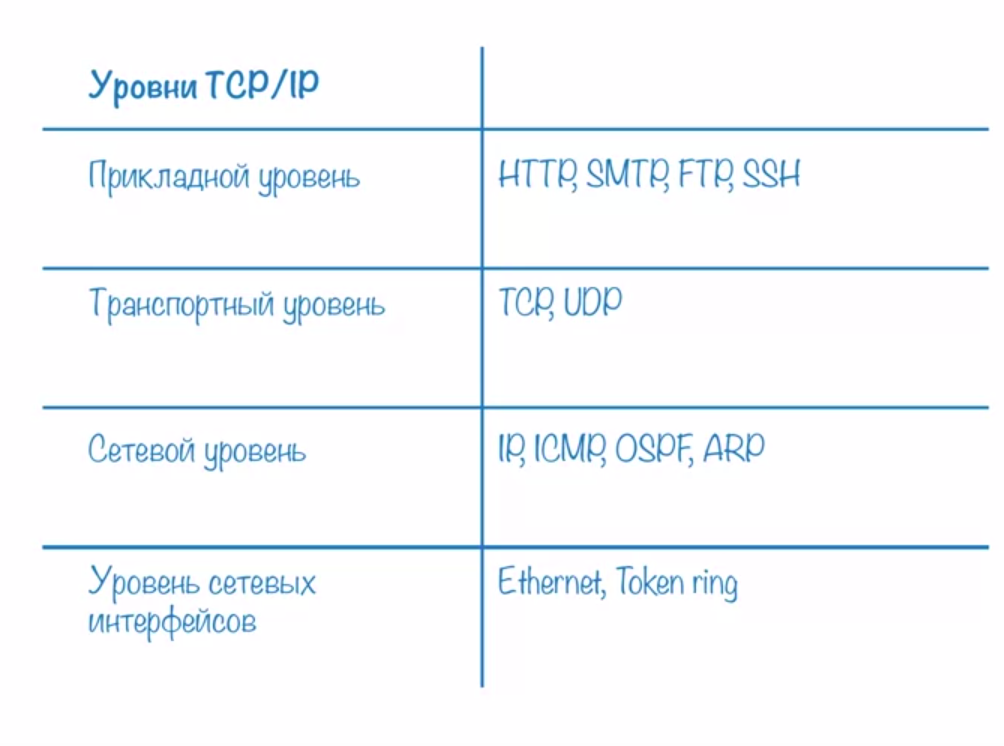 Уровни TCP/IP
Прикладной уровень
HTTP, SMTP, FTP, SSH
Транспортный уровень
TCP, UDP
Сетевой уровень
IP, ICMP, OSPF, ARP
Уровень сетевых
интерфейсов
Ethernet, Token ring